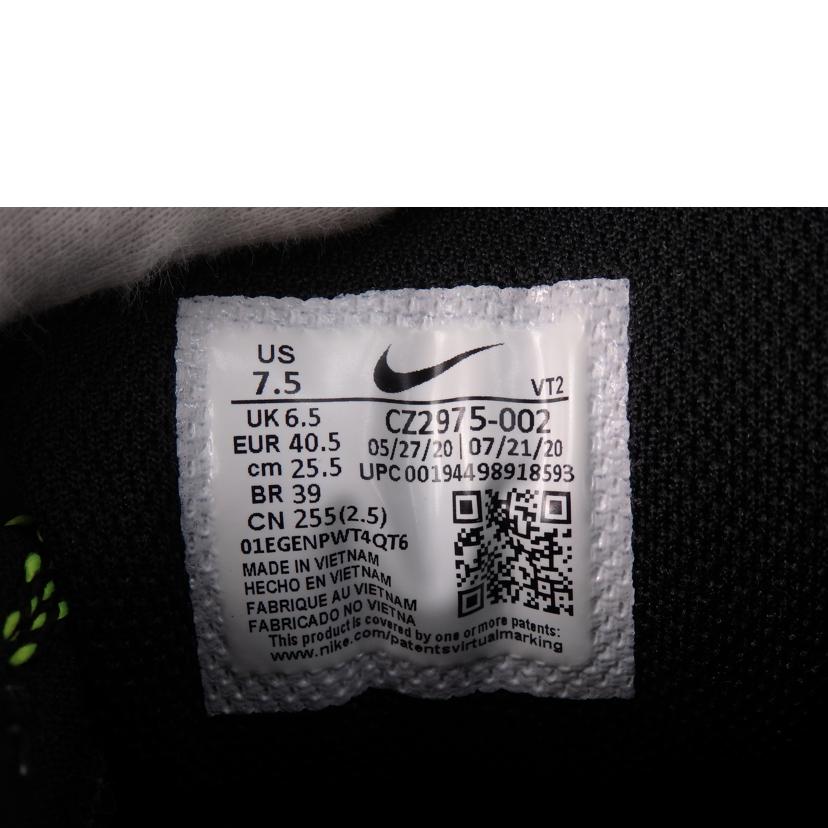 US
7.5
VT2
UK 6.5
CZ2975-002
EUR 40.5
05/27/20 | 07/21/20
cm 25.5
UPC 00194498918593
BR 39
CN 255(2.5)
01EGENPWT4QT6
MADE IN VIETNAM
HECHO EN VIETNAM
FABRIQUE AU VIETNAM
FABRICADO NO VIETNA
This product is covered by one or more patents:
www.nike.com/patentsvirtualmarking